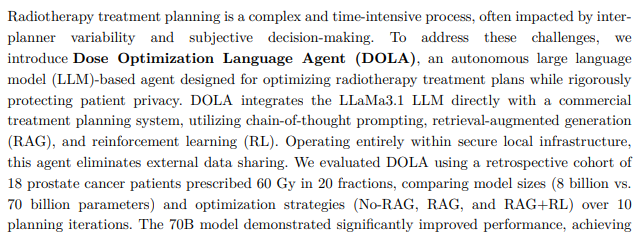 Radiotherapy treatment planning is a complex and time-intensive process, often impacted by inter-
planner variability and subjective decision-making. To address these challenges, we
introduce Dose Optimization Language Agent (DOLA), an autonomous large language
model (LLM)-based agent designed for optimizing radiotherapy treatment plans while rigorously
protecting patient privacy. DOLA integrates the LLaMa3.1 LLM directly with a commercial
treatment planning system, utilizing chain-of-thought prompting, retrieval-augmented generation
(RAG), and reinforcement learning (RL). Operating entirely within secure local infrastructure,
this agent eliminates external data sharing. We evaluated DOLA using a retrospective cohort of
18 prostate cancer patients prescribed 60 Gy in 20 fractions, comparing model sizes (8 billion vs.
70 billion parameters) and optimization strategies (No-RAG, RAG, and RAG+RL) over 10
planning iterations. The 70B model demonstrated significantly improved performance, achieving